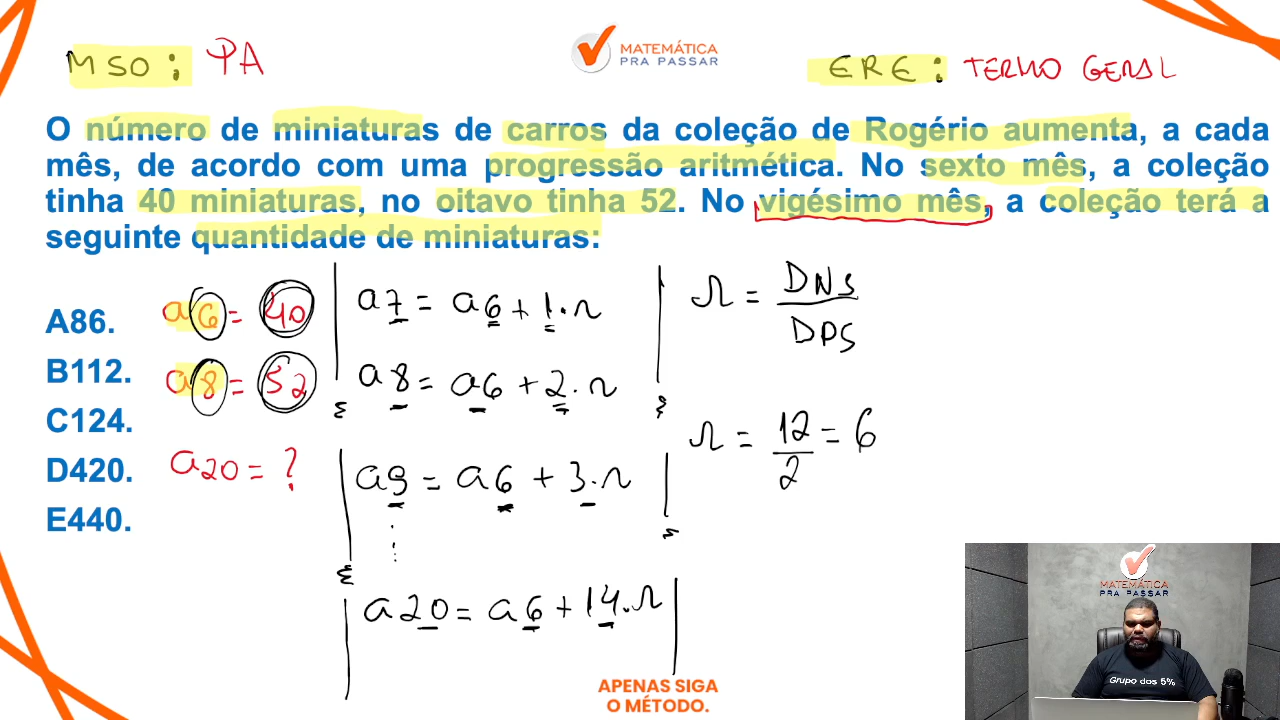 MSO: PA
MATEMÁTICA
PRA PASSAR
ERE: TERMO GERAL
O número de miniaturas de carros da coleção de Rogério aumenta, a cada
mês, de acordo com uma progressão aritmética. No sexto mês, a coleção
tinha 40 miniaturas, no oitavo tinha 52. No vigésimo mês, a coleção terá a
seguinte quantidade de miniaturas:
A86.
B112.
C124.
D420.
E440.
a6 = 40
a8 = 52
a20 = ?
a7 = a6 + 1.r
a8 = a6 + 2.r
a9 = a6 + 3.r
⋮
a20 = a6 + 14.r
r = DNS/DPS
r = 12/2 = 6
MATEMÁTICA
PRA PASSAR
Grupo dos 5%
APENAS SIGA
O MÉTODO.